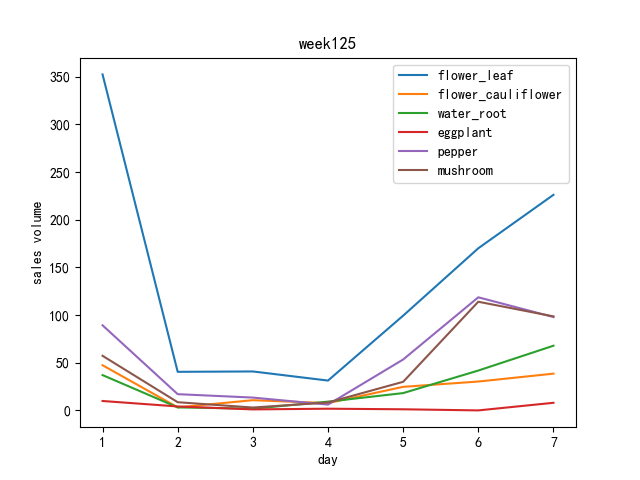 week125
flower_leaf
flower_cauliflower
water_root
eggplant
pepper
mushroom
350
300
250
200
150
100
50
0
sales volume
1 2 3 4 5 6 7
day